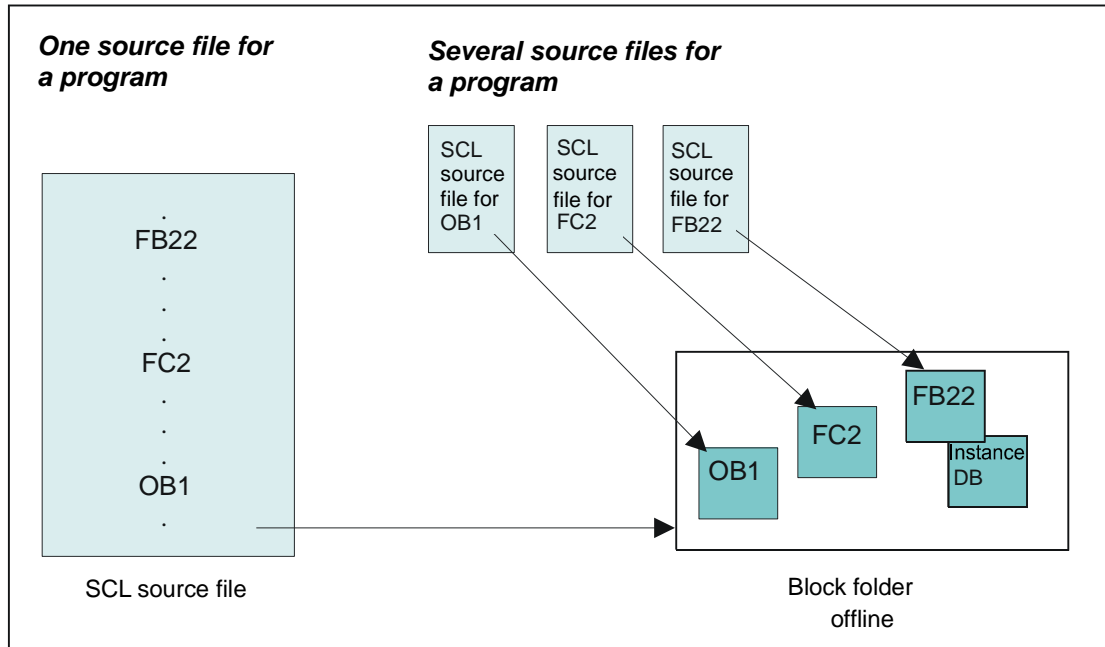 One source file for
a program
Several source files for
a program
SCL
source
file for
OB1
SCL
source
file for
FC2
SCL
source
file for
FB22
.
FB22
.
.
.
FC2
.
.
.
OB1
.
SCL source file
FB22
Instance
DB
FC2
OB1
Block folder
offline